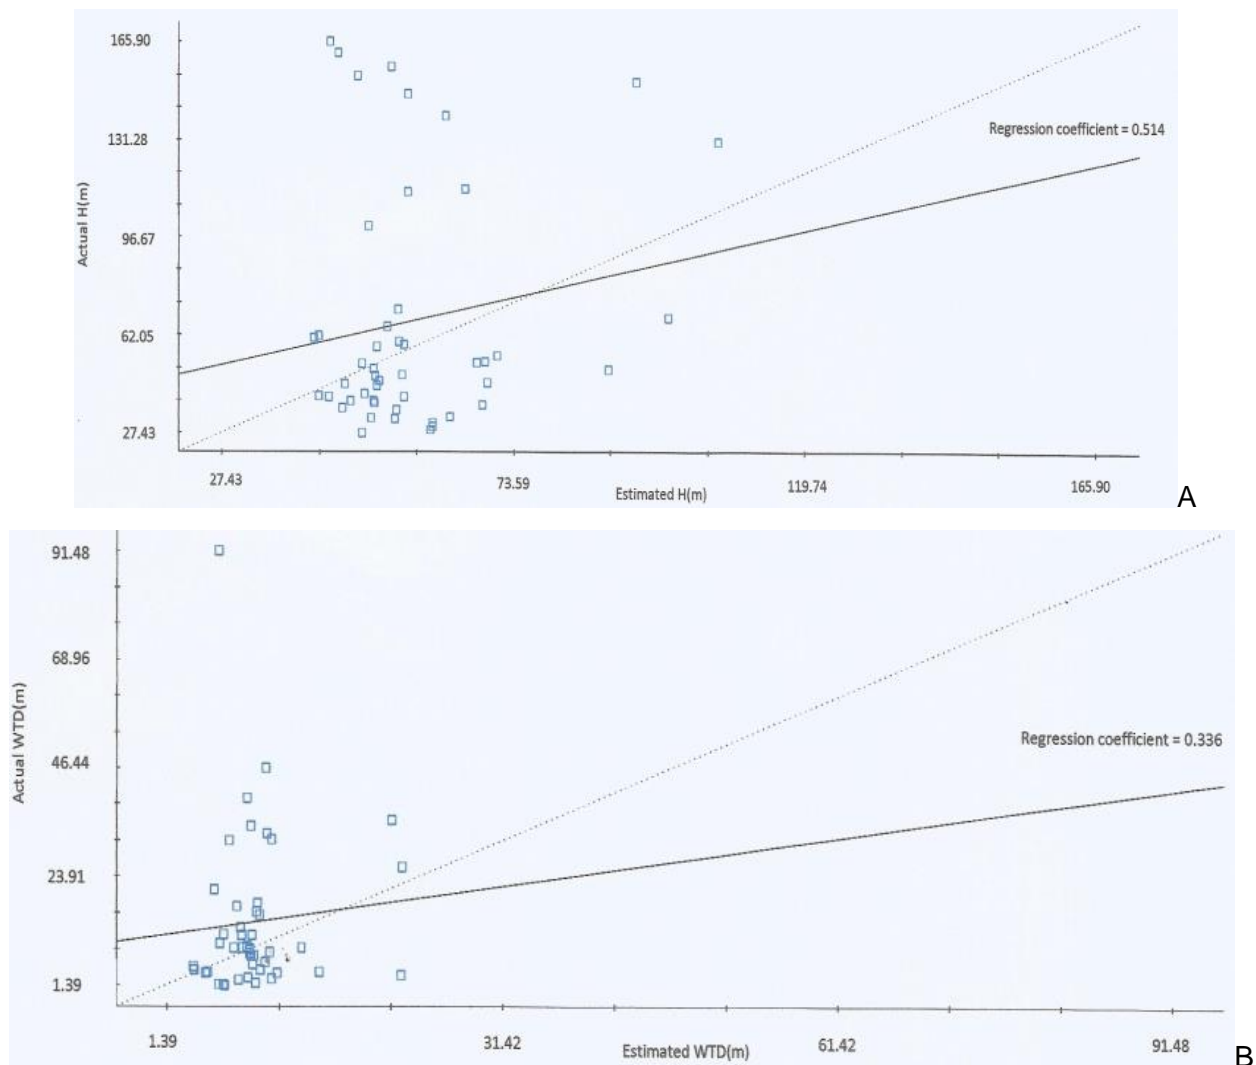 165.90
131.28
Regression coefficient = 0.514
Actual H(m)
96.67
62.05
27.43
27.43
73.59
119.74
165.90
Estimated H(m)
A
91.48
68.96
Actual WTD(m)
Regression coefficient = 0.336
46.44
23.91
1.39
1.39
31.42
61.42
91.48
Estimated WTD(m)
B